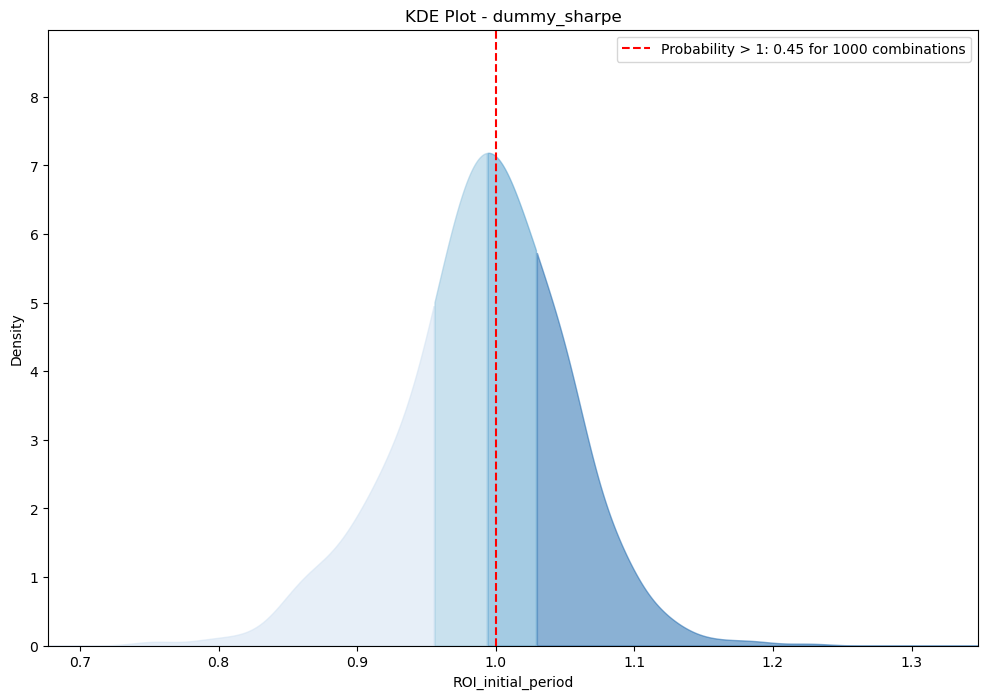 KDE Plot - dummy_sharpe
Probability > 1: 0.45 for 1000 combinations
8
7
6
5
4
3
2
1
0
Density
0.7 0.8 0.9 1.0 1.1 1.2 1.3
ROI_initial_period